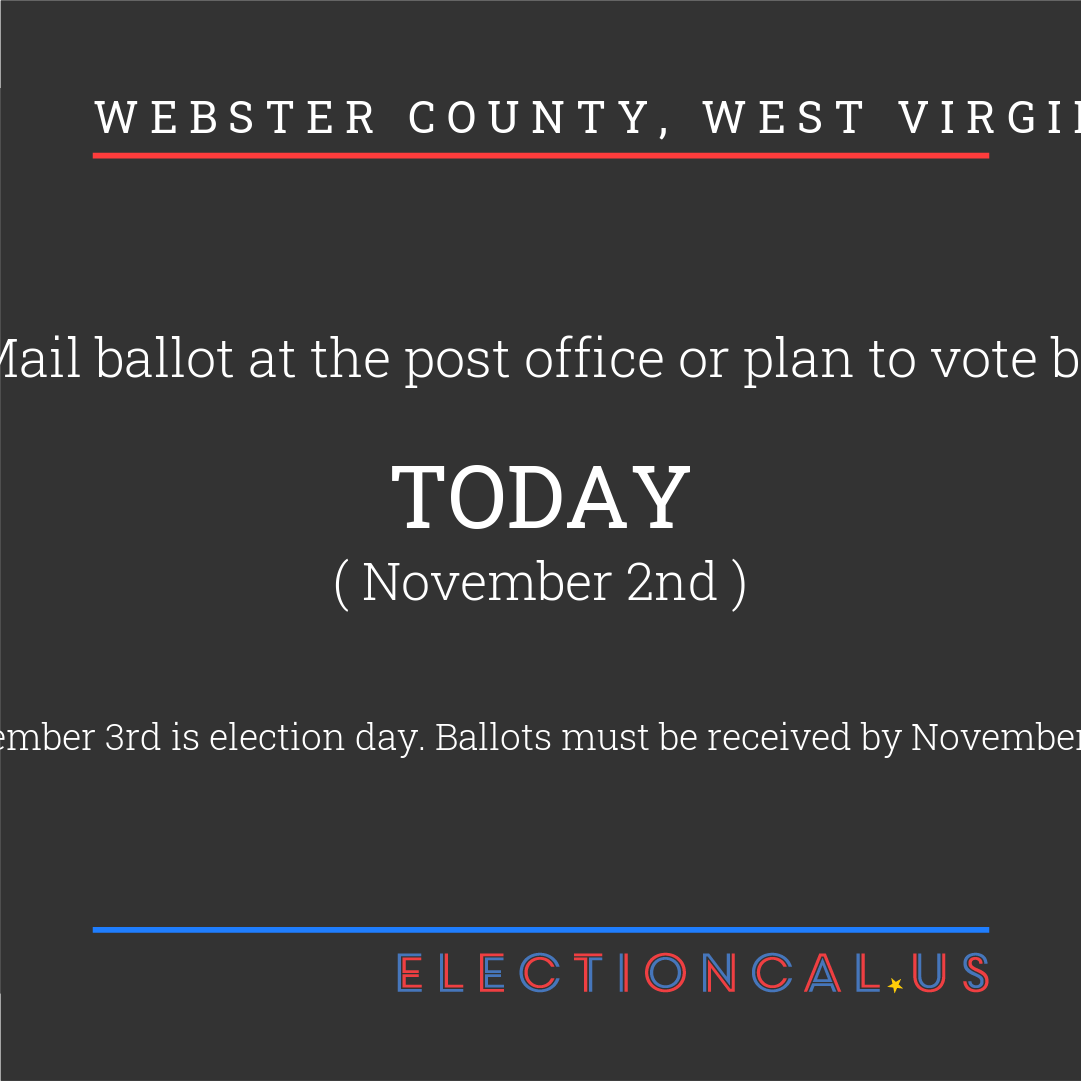 WEBSTER COUNTY, WEST VIRGI
Mail ballot at the post office or plan to vote b
TODAY
( November 2nd )
ember 3rd is election day. Ballots must be received by November
ELECTIONCAL.US